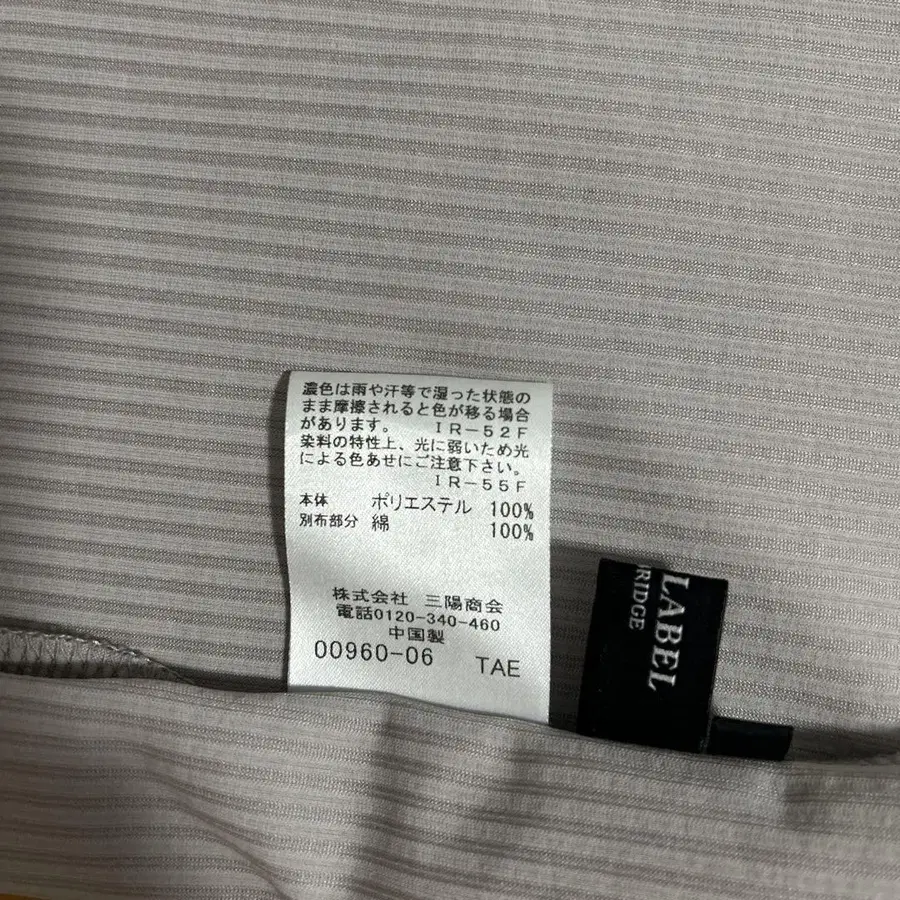 濃色は雨や汗等で湿った状態の
まま摩擦されると色が移る場合
があります。 IR-52F
染料の特性上、光に弱いため光
による色あせにご注意下さい。
IR-55F
本体 ポリエステル 100%
別布部分 綿 100%
株式会社 三陽商会
電話0120-340-460
中国製
00960-06 TAE
LABEL
BRIDGE